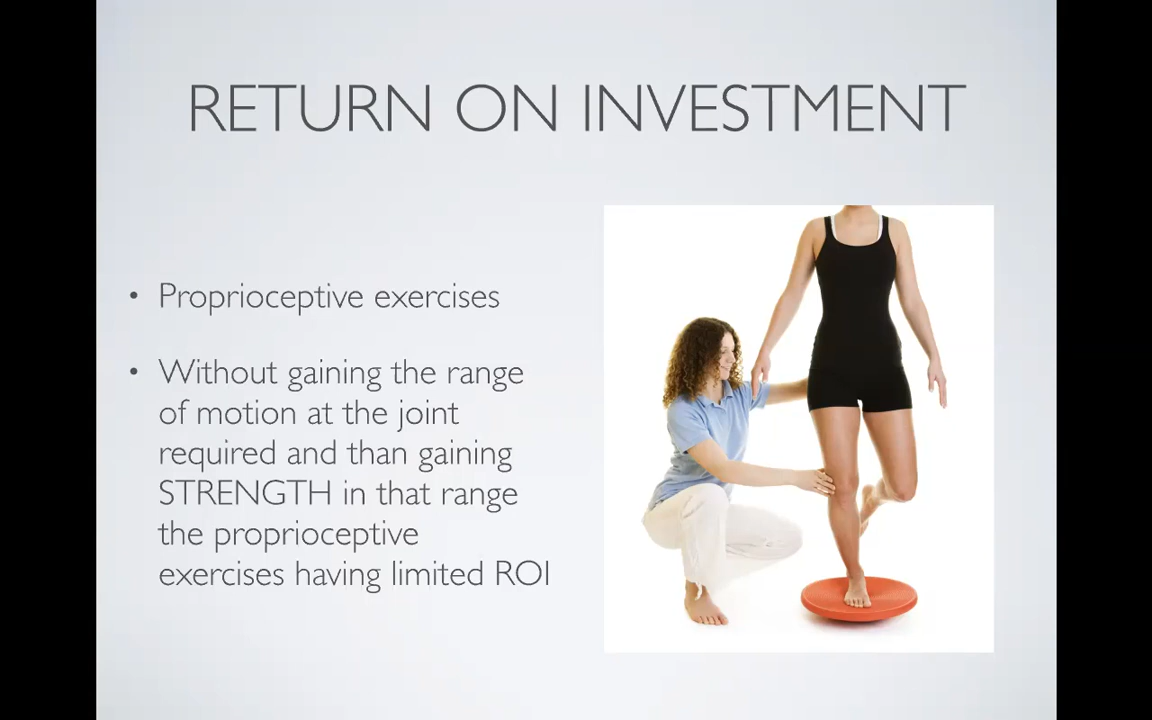 RETURN ON INVESTMENT
• Proprioceptive exercises
• Without gaining the range
of motion at the joint
required and than gaining
STRENGTH in that range
the proprioceptive
exercises having limited ROI